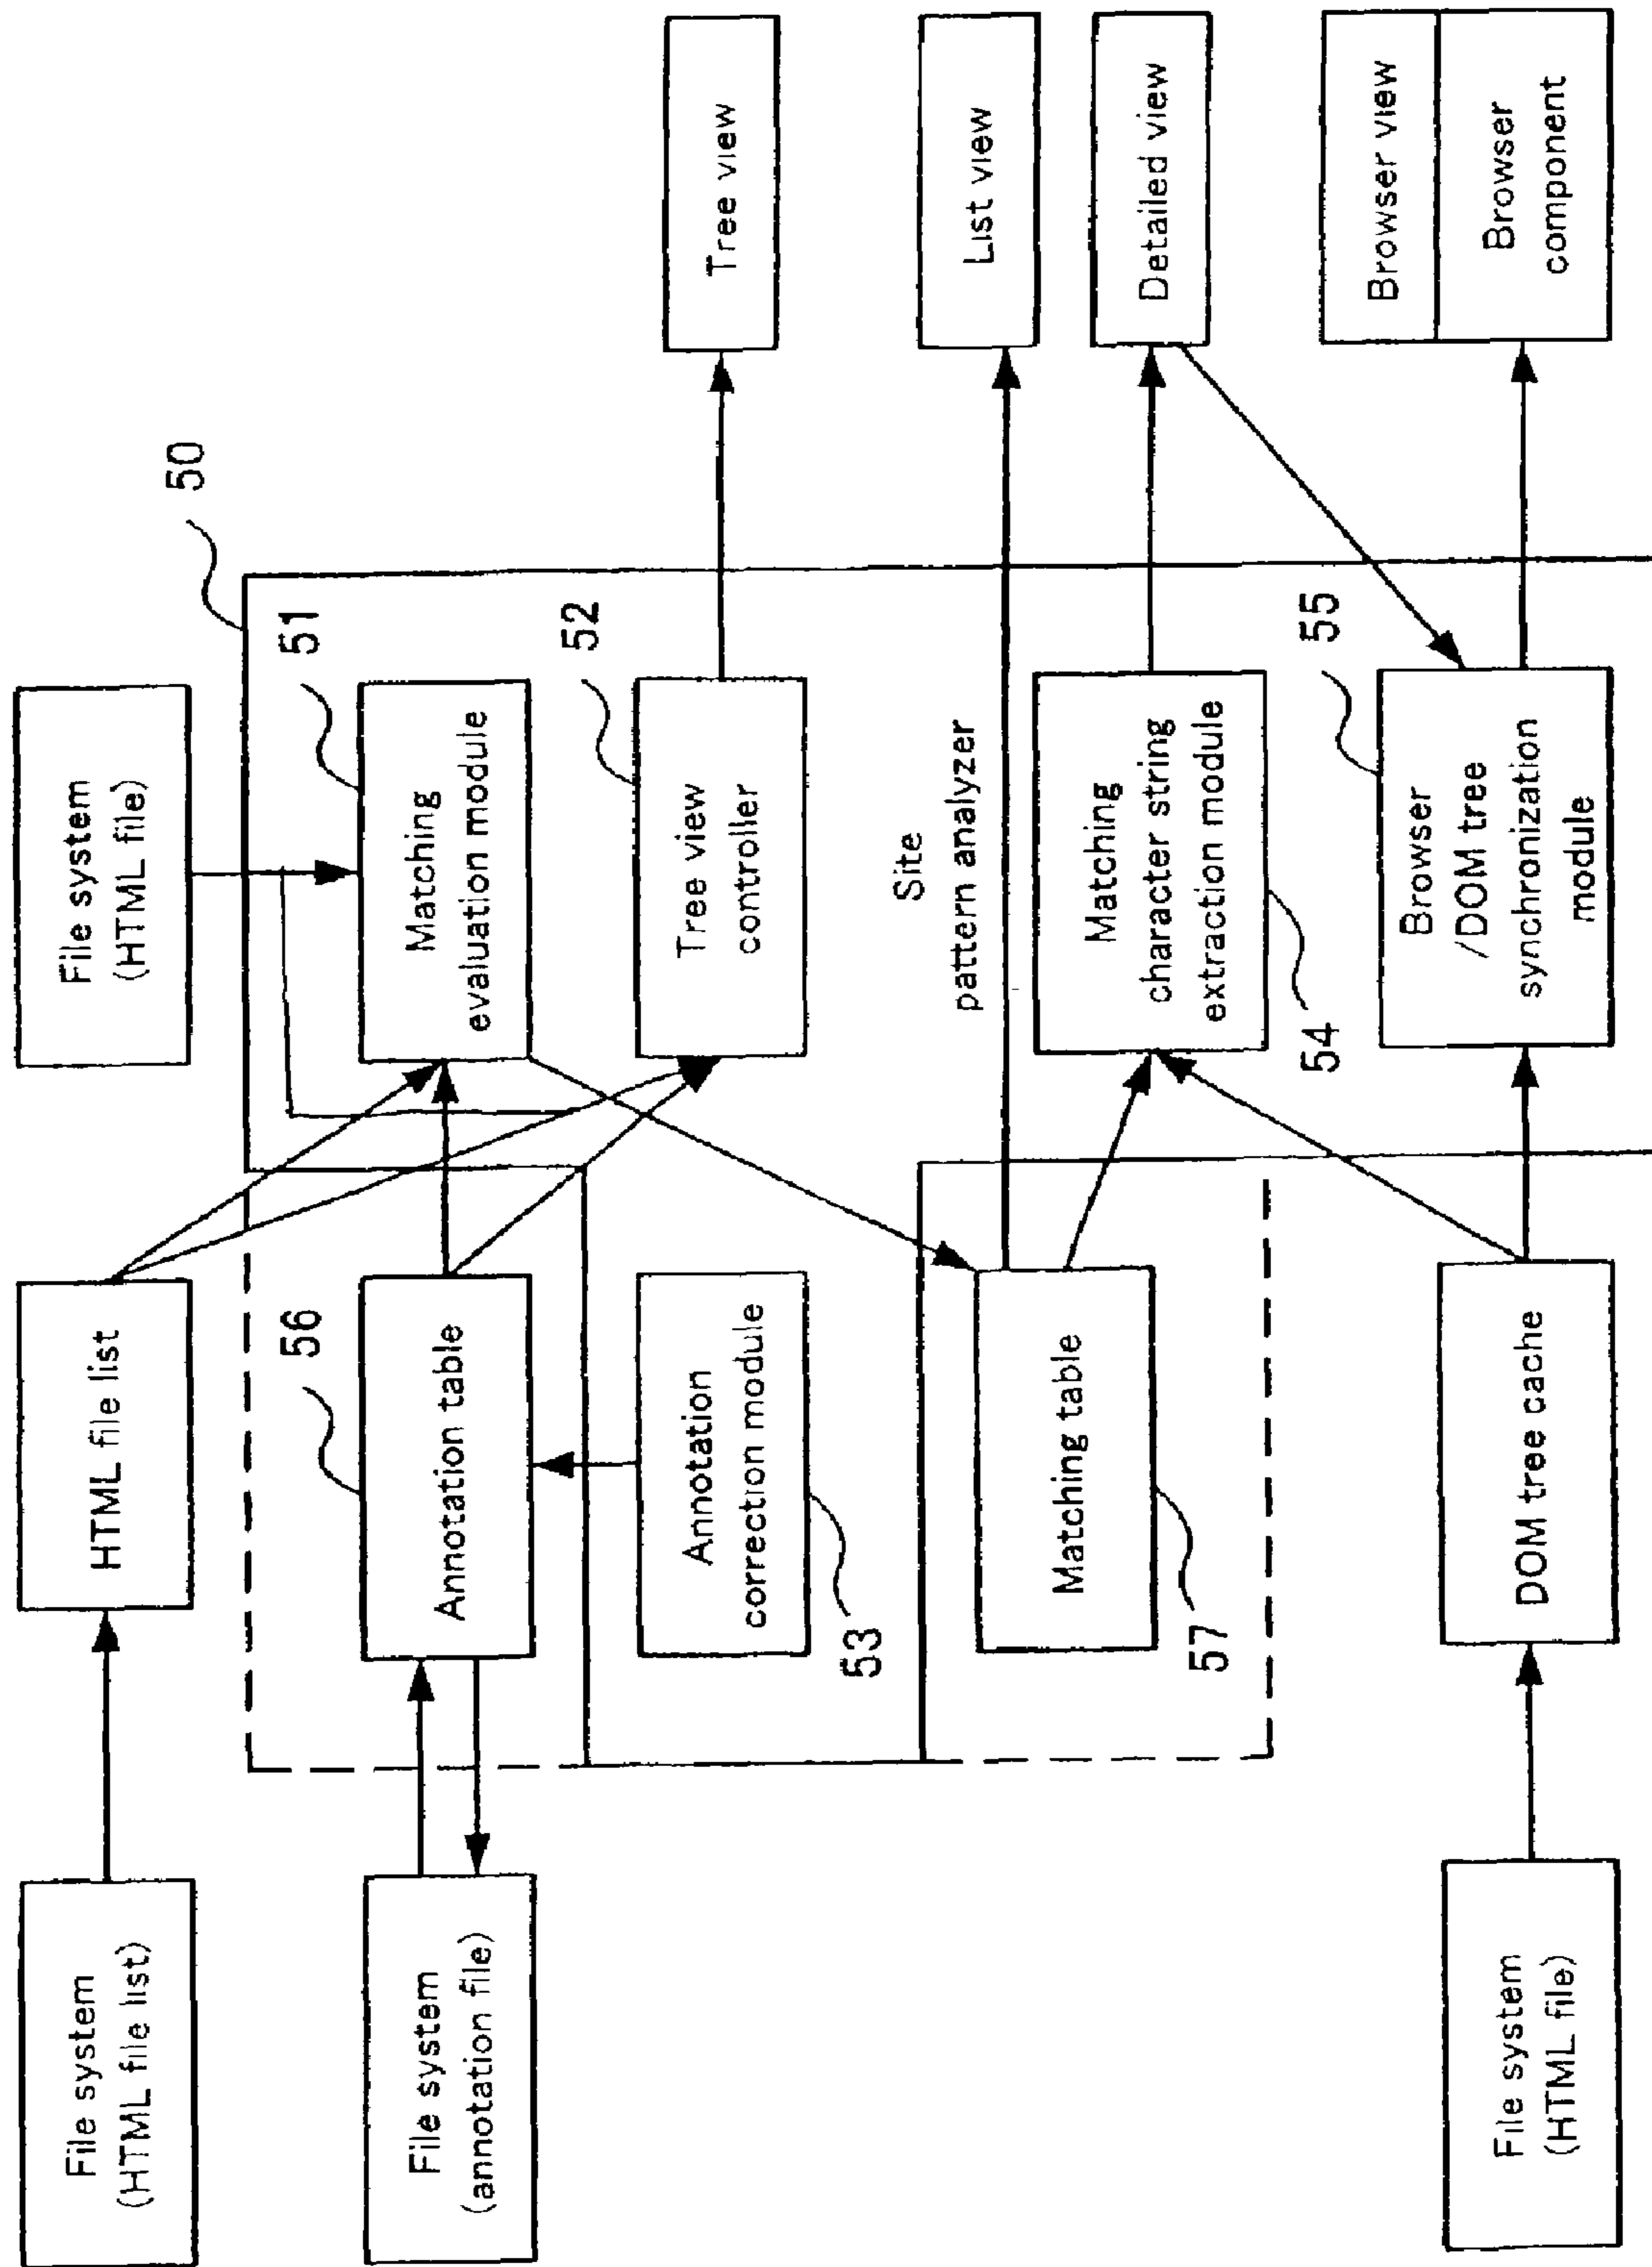 File system
(HTML file list)
HTML file list
File system
(HTML file)
50
File system
(annotation file)
56
Annotation table
51
Matching
evaluation module
Annotation
correction module
53
52
Tree view
controller
Tree view
Site
pattern analyzer
List view
Matching table
57
Matching
character string
extraction module
54
Detailed view
File system
(HTML file)
DOM tree cache
55
Browser
/DOM tree
synchronization
module
Browser view
Browser
component